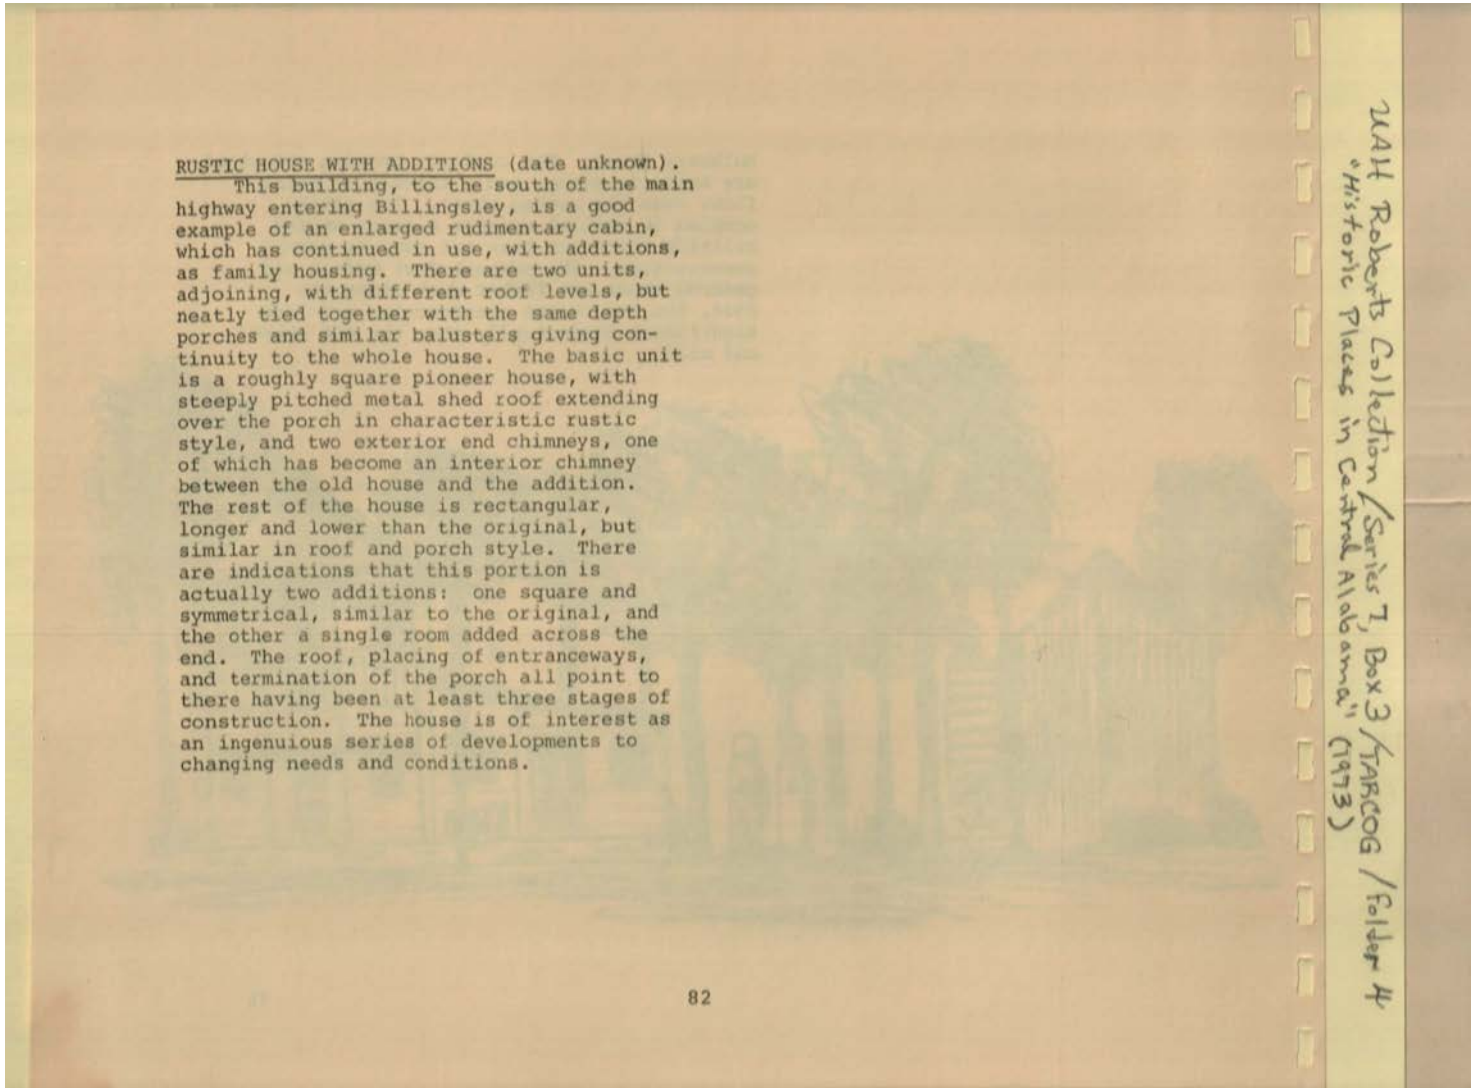 RUSTIC HOUSE WITH ADDITIONS (date unknown).
This building, to the south of the main
highway entering Billingsley, is a good
example of an enlarged rudimentary cabin,
which has continued in use, with additions,
as family housing. There are two units,
adjoining, with different roof levels, but
neatly tied together with the same depth
porches and similar balusters giving con-
tinuity to the whole house. The basic unit
is a roughly square pioneer house, with
steeply pitched metal shed roof extending
over the porch in characteristic rustic
style, and two exterior end chimneys, one
of which has become an interior chimney
between the old house and the addition.
The rest of the house is rectangular,
longer and lower than the original, but
similar in roof and porch style. There
are indications that this portion is
actually two additions: one square and
symmetrical, similar to the original, and
the other a single room added across the
end. The roof, placing of entranceways,
and termination of the porch all point to
there having been at least three stages of
construction. The house is of interest as
an ingenuious series of developments to
changing needs and conditions.
82
UAH Roberts Collection/Series 7, Box 3/TARCOG/folder 4
"Historic Places in Central Alabama" (1973)